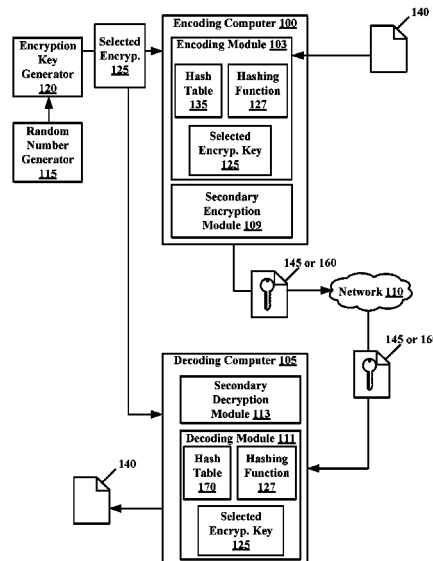 Encoding Computer 100
140
Encoding Module 103
Encryption
Key
Generator
120
Selected
Encryp.
125
Hash
Table
135
Hashing
Function
127
Random
Number
Generator
115
Selected
Encryp. Key
125
Secondary
Encryption
Module 109
145 or 160
Network 110
145 or 16
Decoding Computer 105
Secondary
Decryption
Module 113
Decoding Module 111
140
Hash
Table
170
Hashing
Function
127
Selected
Encryp. Key
125